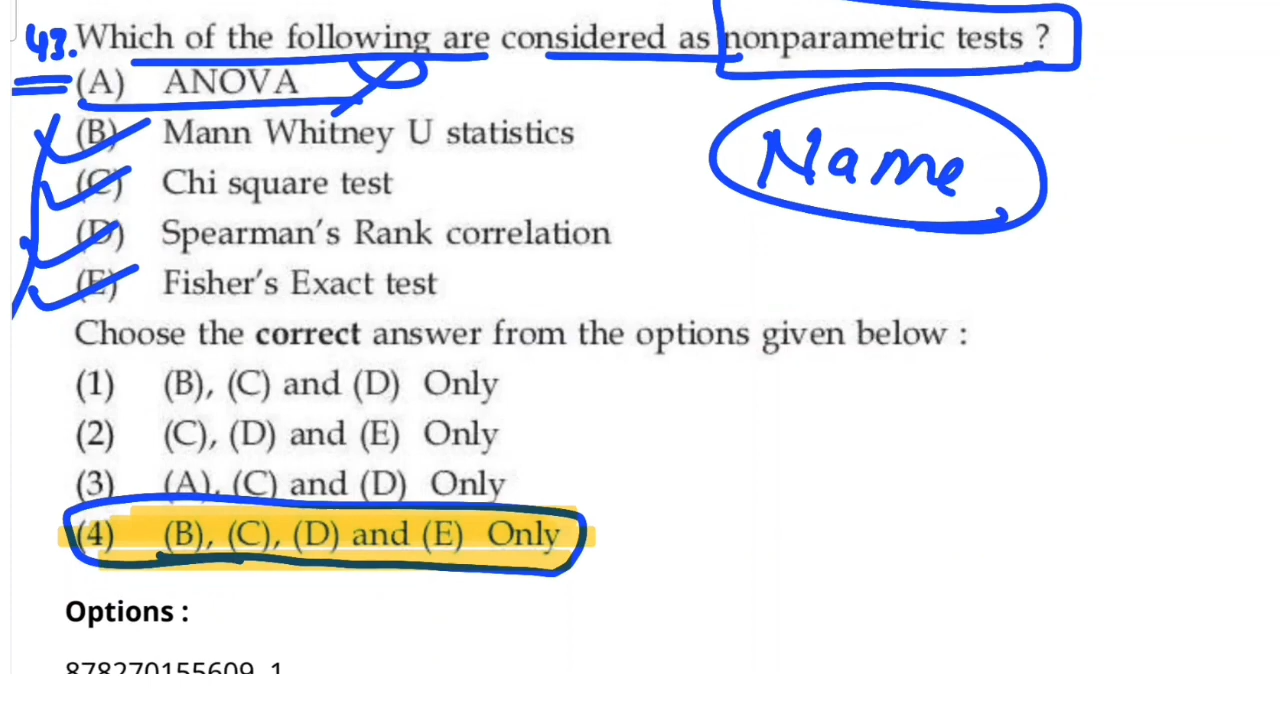 43. Which of the following are considered as nonparametric tests ?
(A) ANOVA
(B) Mann Whitney U statistics
Name
(C) Chi square test
(D) Spearman's Rank correlation
(E) Fisher's Exact test
Choose the correct answer from the options given below :
(1) (B), (C) and (D) Only
(2) (C), (D) and (E) Only
(3) (A), (C) and (D) Only
(4) (B), (C), (D) and (E) Only
Options :
878270155609. 1